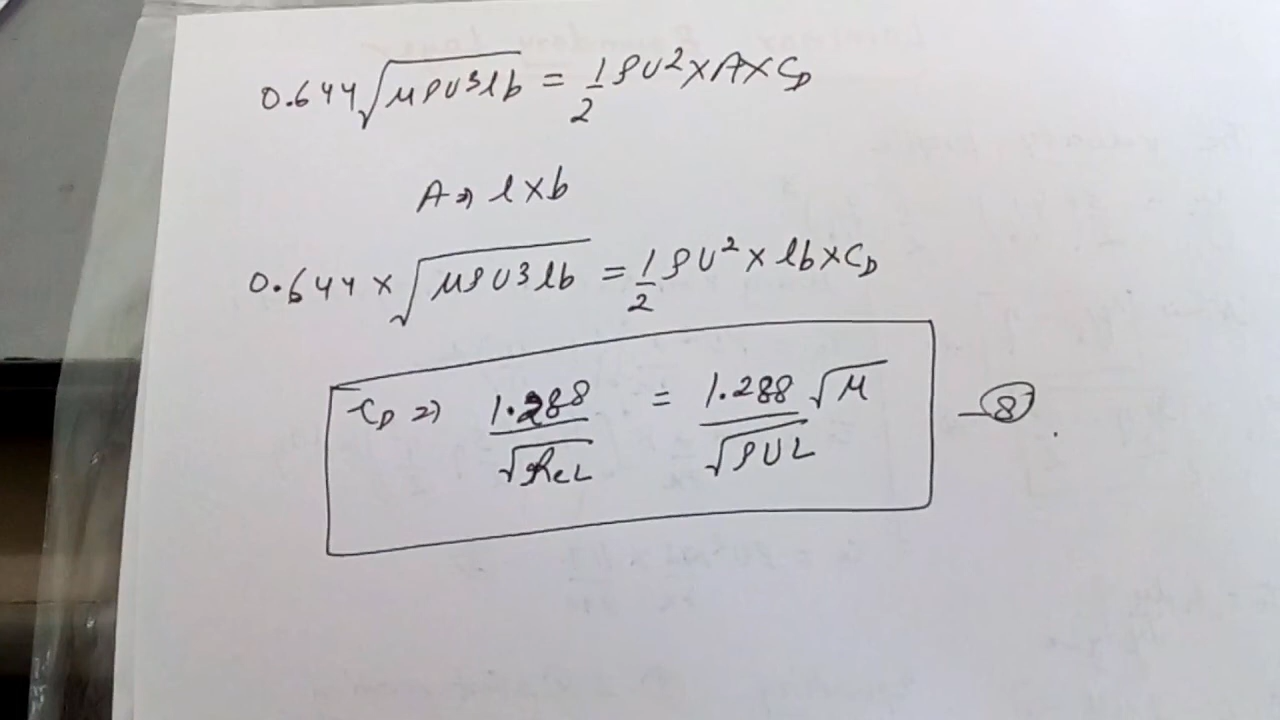 0.644√μρU3lb = 1/2 ρU² × A × C_D
A ⇒ l × b
0.644 × √μρU3lb = 1/2 ρU² × lb × C_D
C_D ⇒ 1.288/√ReL = 1.288√μ/√ρUL — ⑧